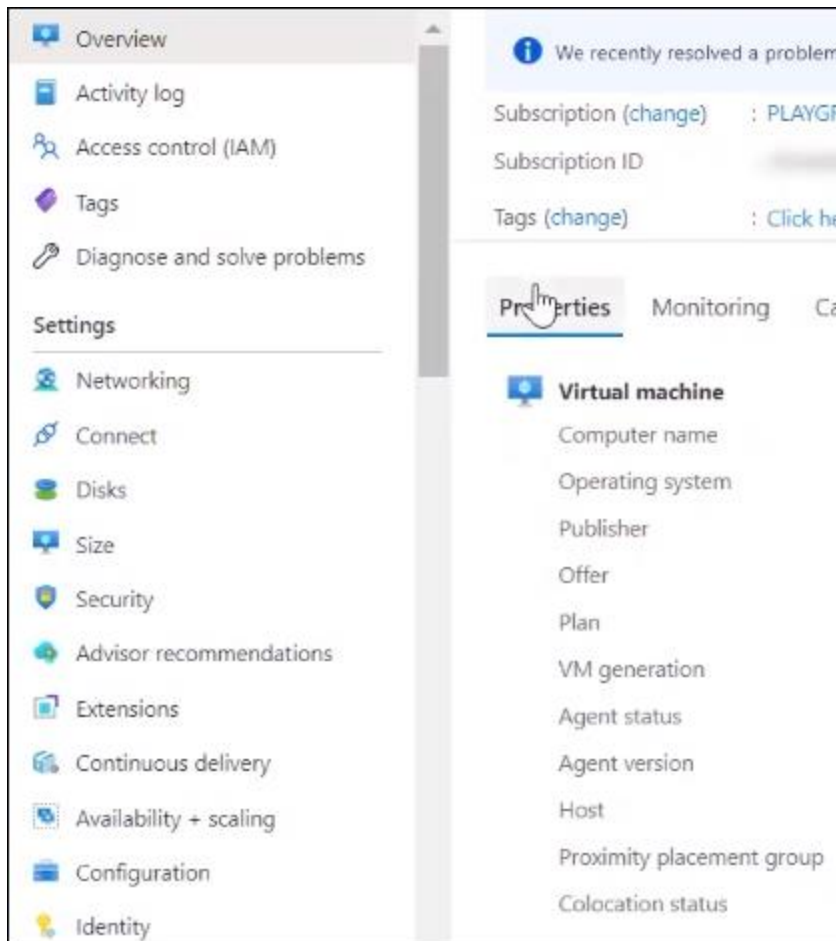 Overview
Activity log
Access control (IAM)
Tags
Diagnose and solve problems
Settings
Networking
Connect
Disks
Size
Security
Advisor recommendations
Extensions
Continuous delivery
Availability + scaling
Configuration
Identity
We recently resolved a problem
Subscription (change) : PLAYGR
Subscription ID
Tags (change) : Click he
Properties Monitoring Ca
Virtual machine
Computer name
Operating system
Publisher
Offer
Plan
VM generation
Agent status
Agent version
Host
Proximity placement group
Colocation status